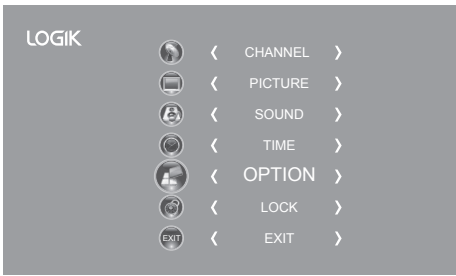 LOGIK
CHANNEL
PICTURE
SOUND
TIME
OPTION
LOCK
EXIT EXIT